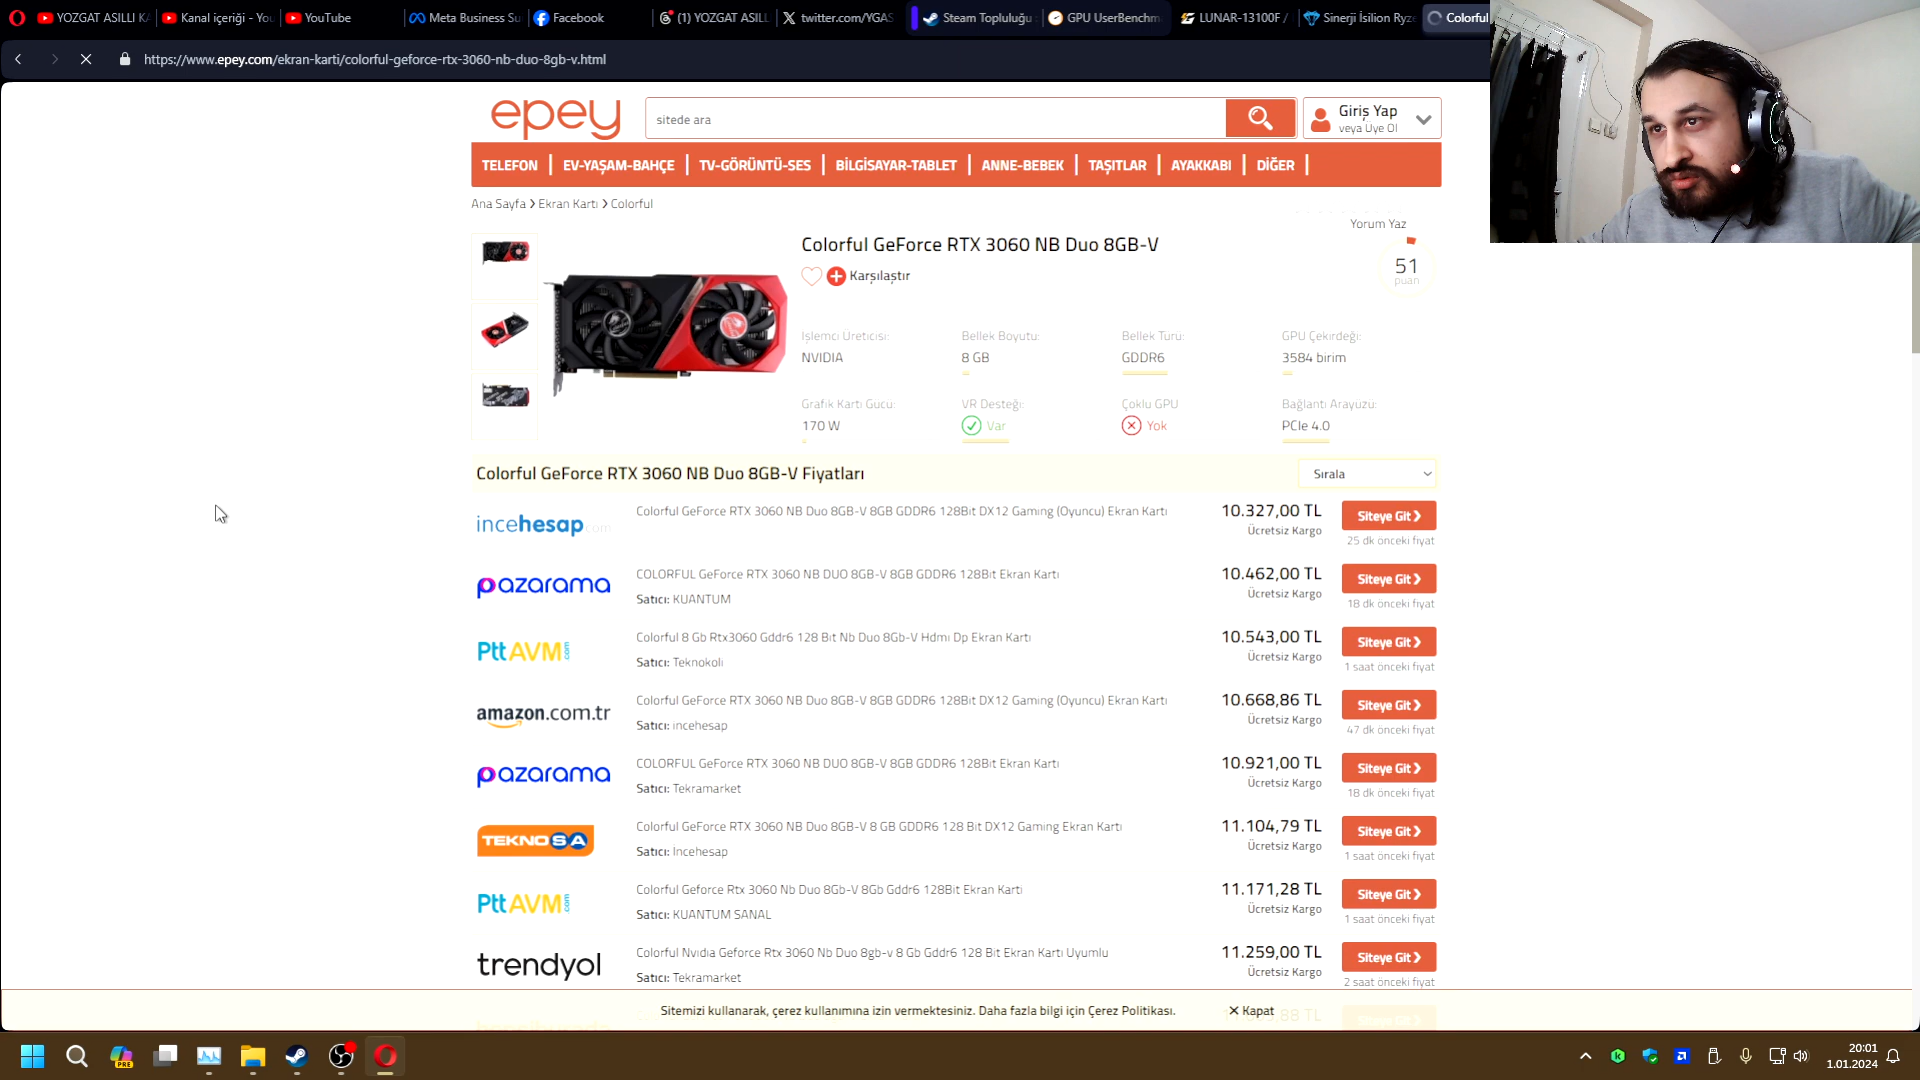 YOZGAT ASILLI KA
Kanal içeriği - You
YouTube
Meta Business Su
Facebook
(1) YOZGAT ASILL
twitter.com/YGAS
Steam Topluluğu
GPU UserBenchm
LUNAR-13100F /
Sinerji İsilion Ryze
Colorful
https://www.epey.com/ekran-karti/colorful-geforce-rtx-3060-nb-duo-8gb-v.html
epey
sitede ara
Giriş Yap
veya Üye Ol
TELEFON
EV-YAŞAM-BAHÇE
TV-GÖRÜNTÜ-SES
BİLGİSAYAR-TABLET
ANNE-BEBEK
TAŞITLAR
AYAKKABI
DİĞER
Ana Sayfa > Ekran Kartı > Colorful
Yorum Yaz
Colorful GeForce RTX 3060 NB Duo 8GB-V
Karşılaştır
51
puan
İşlemci Üreticisi:
NVIDIA
Bellek Boyutu:
8 GB
Bellek Türü:
GDDR6
GPU Çekirdeği:
3584 birim
Grafik Kartı Gücü:
170 W
VR Desteği:
Var
Çoklu GPU
Yok
Bağlantı Arayüzü:
PCIe 4.0
Colorful GeForce RTX 3060 NB Duo 8GB-V Fiyatları
Sırala
incehesap.com
Colorful GeForce RTX 3060 NB Duo 8GB-V 8GB GDDR6 128Bit DX12 Gaming (Oyuncu) Ekran Kartı
10.327,00 TL
Ücretsiz Kargo
Siteye Git
25 dk önceki fiyat
pazarama
COLORFUL GeForce RTX 3060 NB DUO 8GB-V 8GB GDDR6 128Bit Ekran Kartı
Satıcı: KUANTUM
10.462,00 TL
Ücretsiz Kargo
Siteye Git
18 dk önceki fiyat
PttAVM.com
Colorful 8 Gb Rtx3060 Gddr6 128 Bit Nb Duo 8Gb-V Hdmı Dp Ekran Kartı
Satıcı: Teknokoli
10.543,00 TL
Ücretsiz Kargo
Siteye Git
1 saat önceki fiyat
amazon.com.tr
Colorful GeForce RTX 3060 NB Duo 8GB-V 8GB GDDR6 128Bit DX12 Gaming (Oyuncu) Ekran Kartı
Satıcı: incehesap
10.668,86 TL
Ücretsiz Kargo
Siteye Git
47 dk önceki fiyat
pazarama
COLORFUL GeForce RTX 3060 NB DUO 8GB-V 8GB GDDR6 128Bit Ekran Kartı
Satıcı: Tekramarket
10.921,00 TL
Ücretsiz Kargo
Siteye Git
18 dk önceki fiyat
TEKNOSA
Colorful GeForce RTX 3060 NB Duo 8GB-V 8 GB GDDR6 128 Bit DX12 Gaming Ekran Kartı
Satıcı: Incehesap
11.104,79 TL
Ücretsiz Kargo
Siteye Git
1 saat önceki fiyat
PttAVM.com
Colorful Geforce Rtx 3060 Nb Duo 8Gb-V 8Gb Gddr6 128Bit Ekran Kartı
Satıcı: KUANTUM SANAL
11.171,28 TL
Ücretsiz Kargo
Siteye Git
1 saat önceki fiyat
trendyol
Colorful Nvıdıa Geforce Rtx 3060 Nb Duo 8gb-v 8 Gb Gddr6 128 Bit Ekran Kartı Uyumlu
Satıcı: Tekramarket
11.259,00 TL
Ücretsiz Kargo
Siteye Git
2 saat önceki fiyat
Sitemizi kullanarak, çerez kullanımına izin vermektesiniz. Daha fazla bilgi için Çerez Politikası.
× Kapat
PRE
20:01
1.01.2024